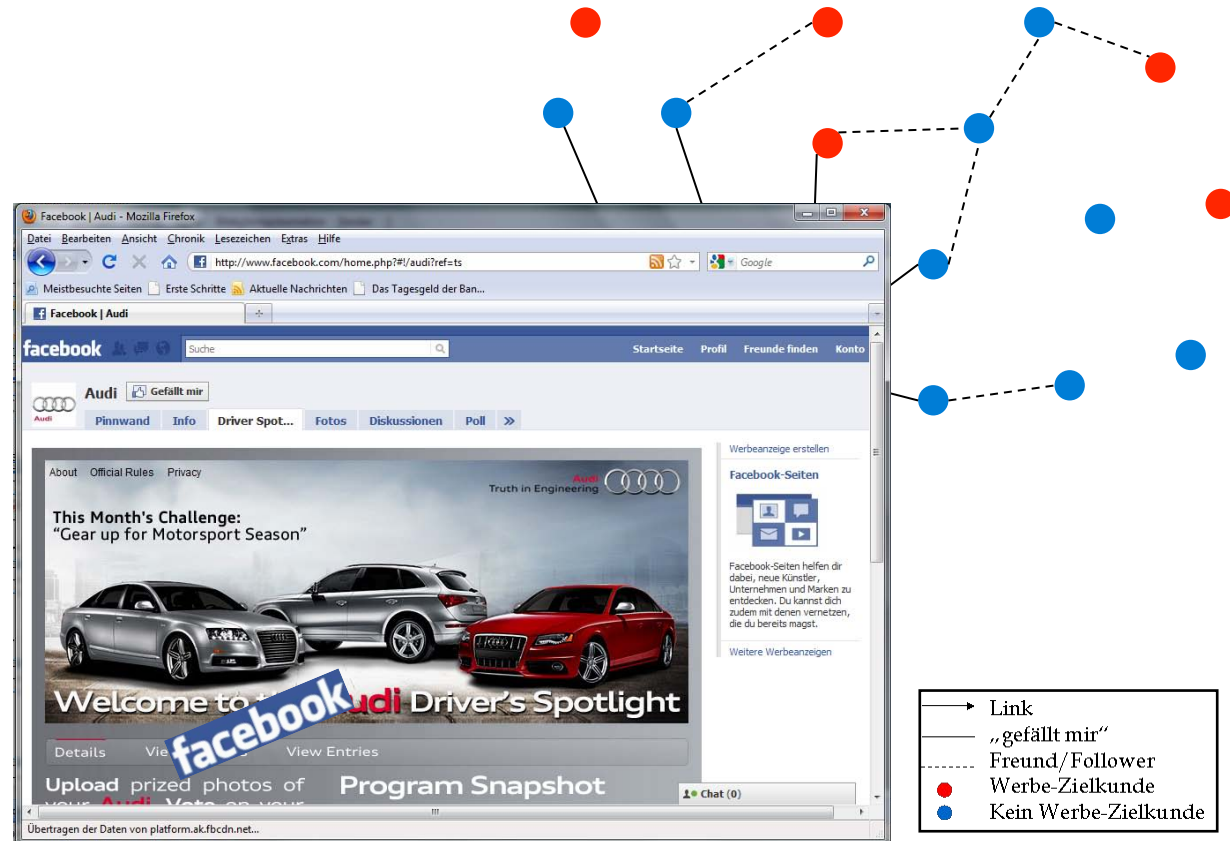 Facebook | Audi - Mozilla Firefox
Datei Bearbeiten Ansicht Chronik Lesezeichen Extras Hilfe
http://www.facebook.com/home.php?#!/audi?ref=ts
Google
Meistbesuchte Seiten Erste Schritte Aktuelle Nachrichten Das Tagesgeld der Ban...
Facebook | Audi
facebook Suche Startseite Profil Freunde finden Konto
Audi Gefällt mir
Audi
Pinnwand Info Driver Spot... Fotos Diskussionen Poll »
Werbeanzeige erstellen
Facebook-Seiten
Facebook-Seiten helfen dir
dabei, neue Künstler,
Unternehmen und Marken zu
entdecken. Du kannst dich
zudem mit denen vernetzen,
die du bereits magst.
Weitere Werbeanzeigen
About Official Rules Privacy
Audi
Truth in Engineering
This Month's Challenge:
"Gear up for Motorsport Season"
Welcome to Audi Driver's Spotlight
facebook
Details View Entries
Upload prized photos of Program Snapshot
your Audi. Vote on your
Chat (0)
Übertragen der Daten von platform.ak.fbcdn.net...
Link
„gefällt mir“
Freund/Follower
Werbe-Zielkunde
Kein Werbe-Zielkunde